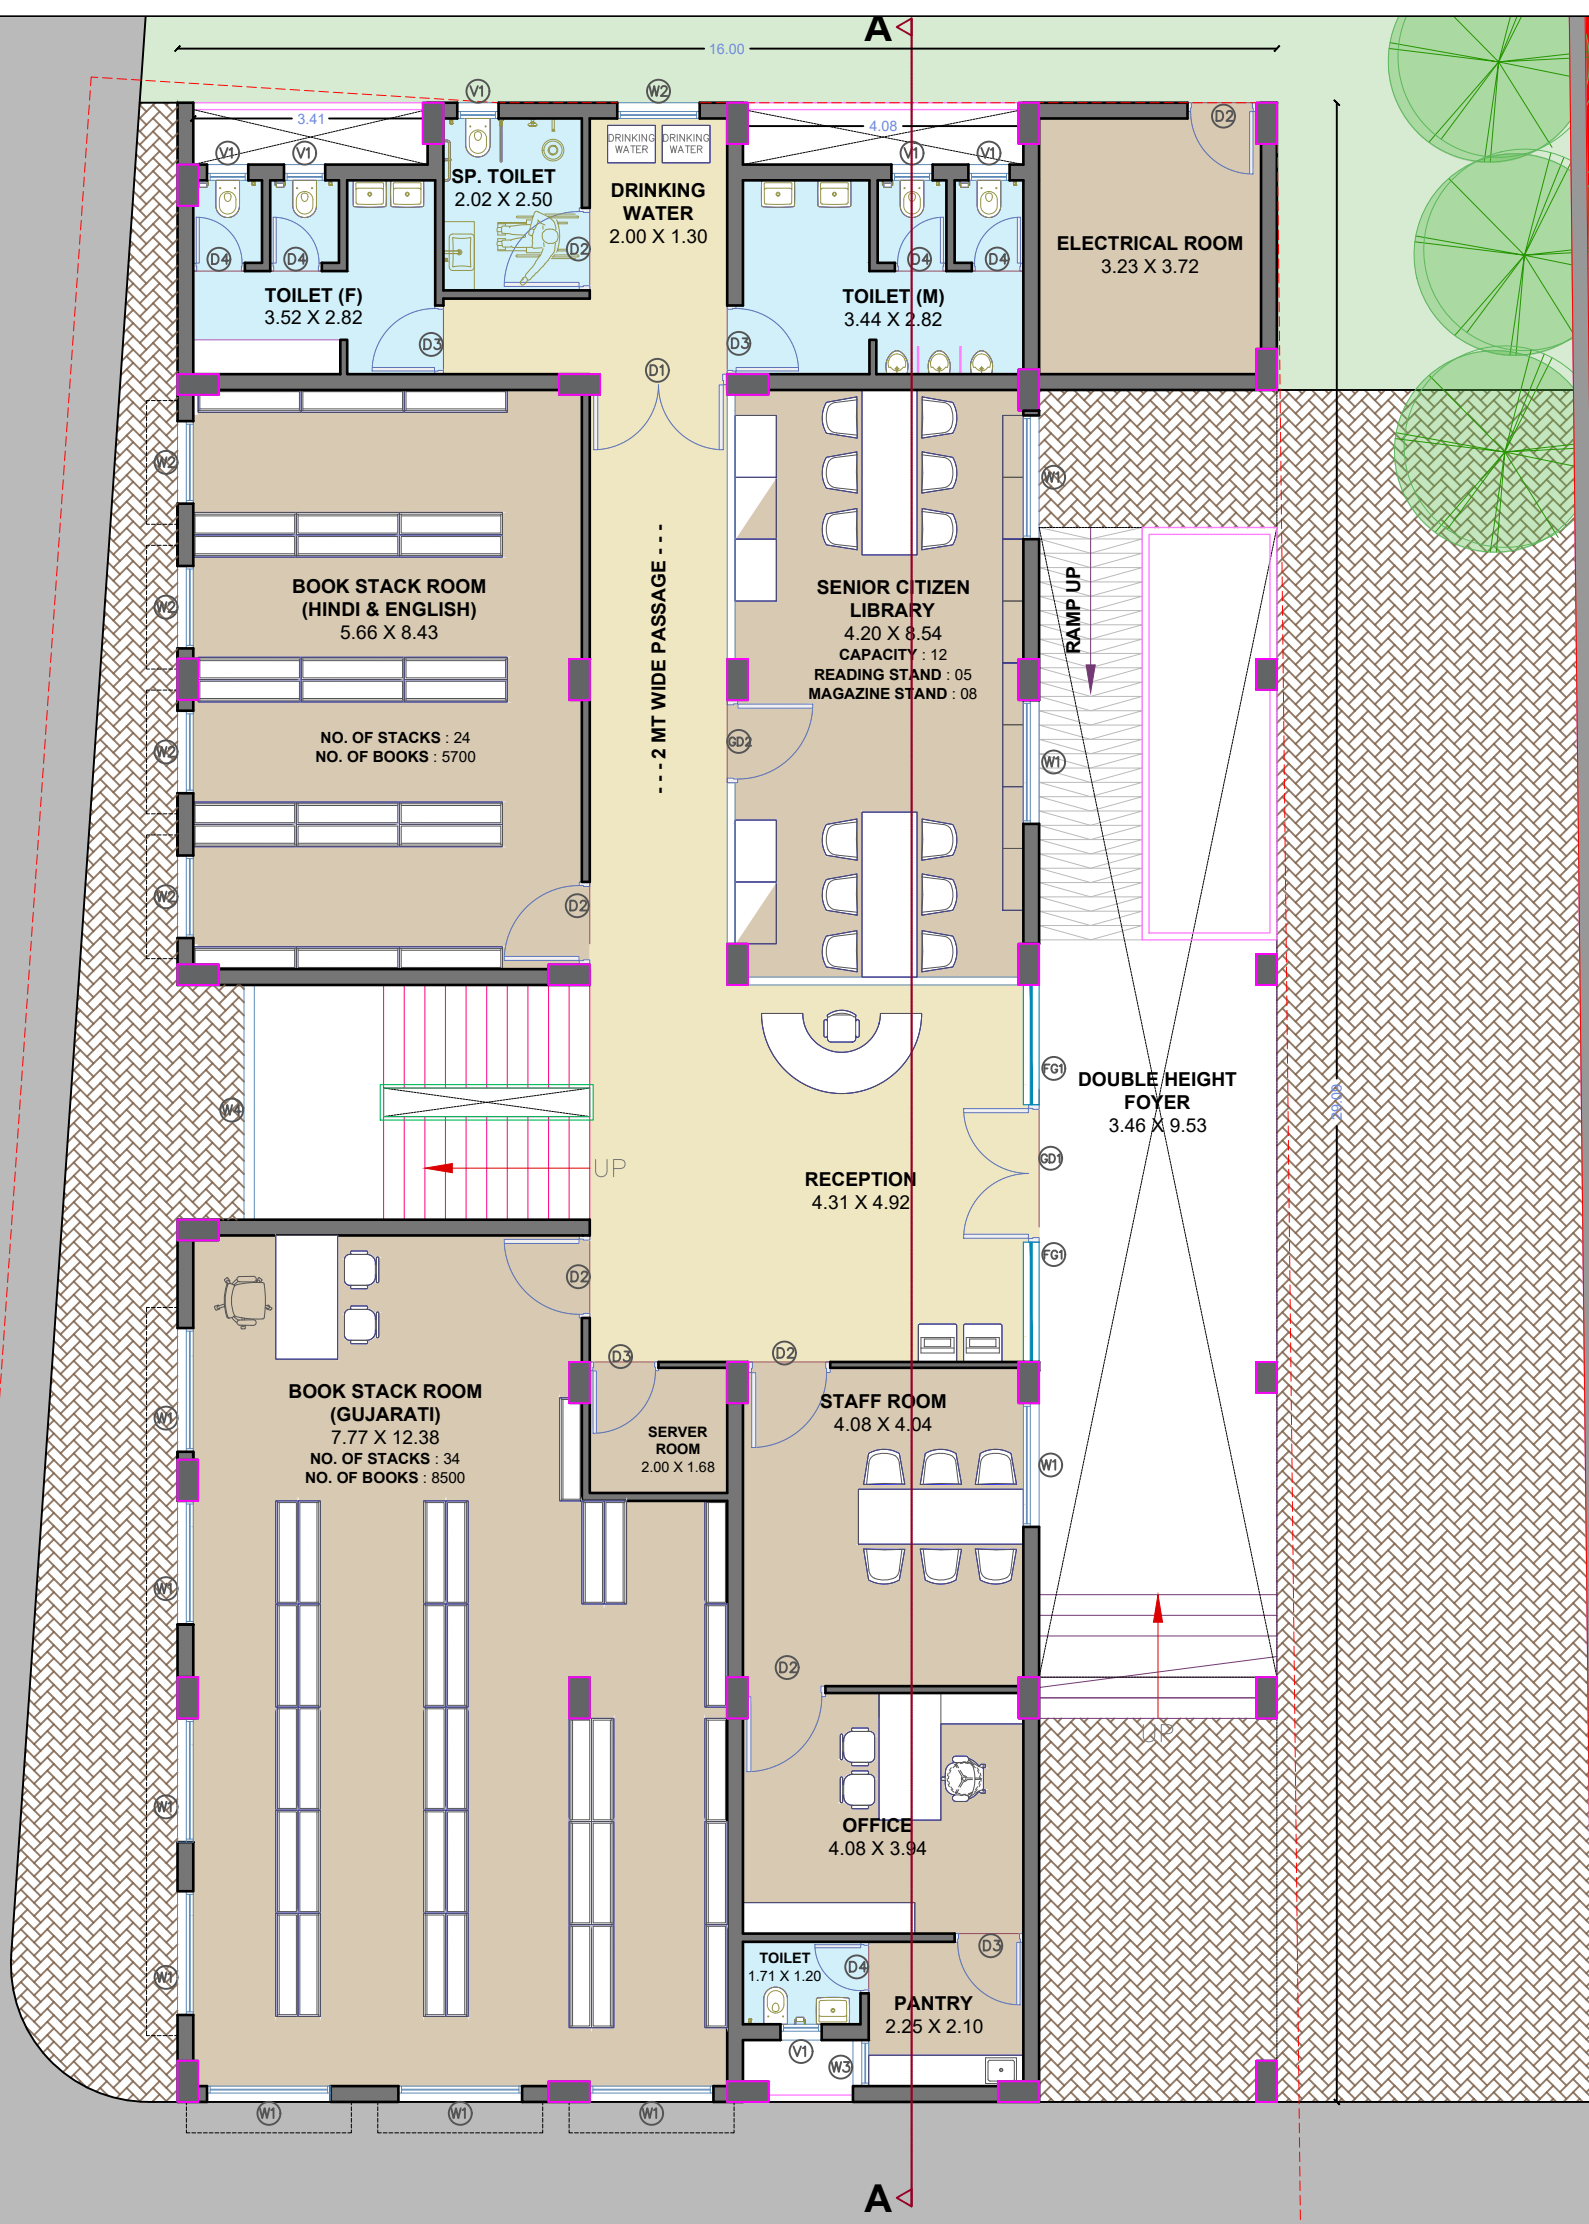 A
16.00
V1
W2
3.41
4.08
D2
DRINKING
WATER
DRINKING
WATER
V1
V1
V1
V1
SP. TOILET
2.02 X 2.50
DRINKING
WATER
2.00 X 1.30
D2
ELECTRICAL ROOM
3.23 X 3.72
D4
D4
D4
D4
TOILET (F)
3.52 X 2.82
TOILET (M)
3.44 X 2.82
D3
D3
D1
W2
W1
W2
BOOK STACK ROOM
(HINDI & ENGLISH)
5.66 X 8.43
NO. OF STACKS : 24
NO. OF BOOKS : 5700
--- 2 MT WIDE PASSAGE ---
SENIOR CITIZEN
LIBRARY
4.20 X 8.54
CAPACITY : 12
READING STAND : 05
MAGAZINE STAND : 08
RAMP UP
W2
GD2
W1
W2
D2
FG1
DOUBLE HEIGHT
FOYER
3.46 X 9.53
29.08
W4
UP
GD1
RECEPTION
4.31 X 4.92
FG1
D2
D3
D2
BOOK STACK ROOM
(GUJARATI)
7.77 X 12.38
NO. OF STACKS : 34
NO. OF BOOKS : 8500
W1
SERVER
ROOM
2.00 X 1.68
STAFF ROOM
4.08 X 4.04
W1
W1
D2
UP
W1
OFFICE
4.08 X 3.94
W1
D3
TOILET
1.71 X 1.20
D4
PANTRY
2.25 X 2.10
V1
W3
W1
W1
W1
A